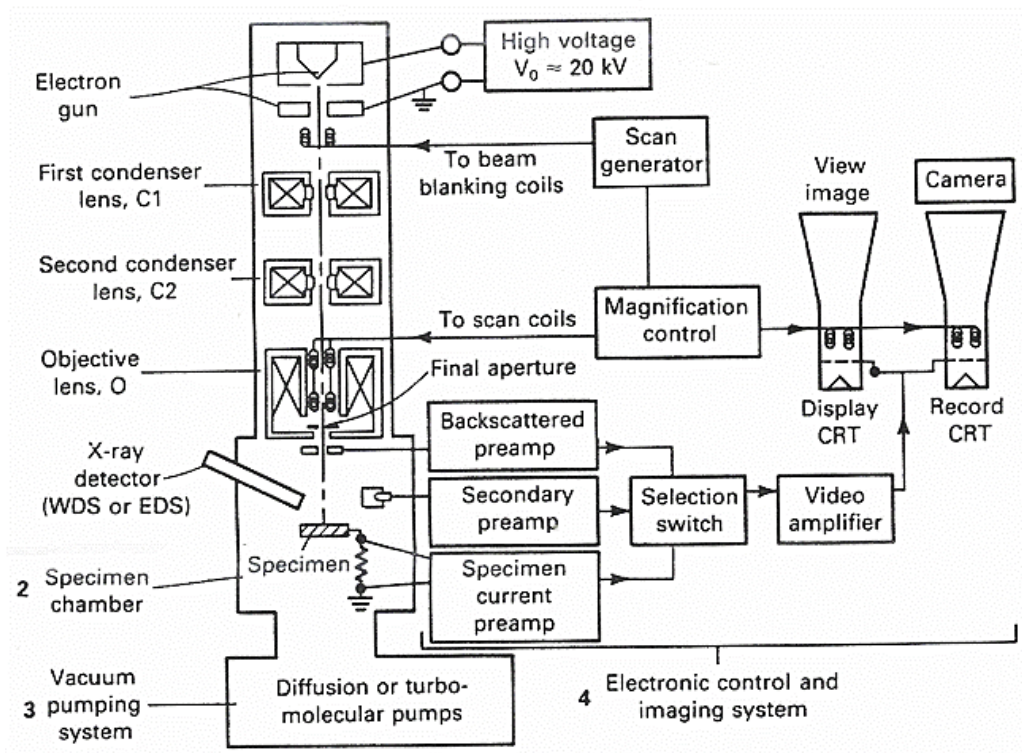 High voltage
V₀ ≈ 20 kV
Electron
gun
Scan
generator
To beam
blanking coils
View
image
Camera
First condenser
lens, C1
Second condenser
lens, C2
Magnification
control
To scan coils
Objective
lens, O
Final aperture
Display
CRT
Record
CRT
Backscattered
preamp
X-ray
detector
(WDS or EDS)
Secondary
preamp
Selection
switch
Video
amplifier
Specimen
2 Specimen
chamber
Specimen
current
preamp
3 Vacuum
pumping
system
Diffusion or turbo-
molecular pumps
4 Electronic control and
imaging system